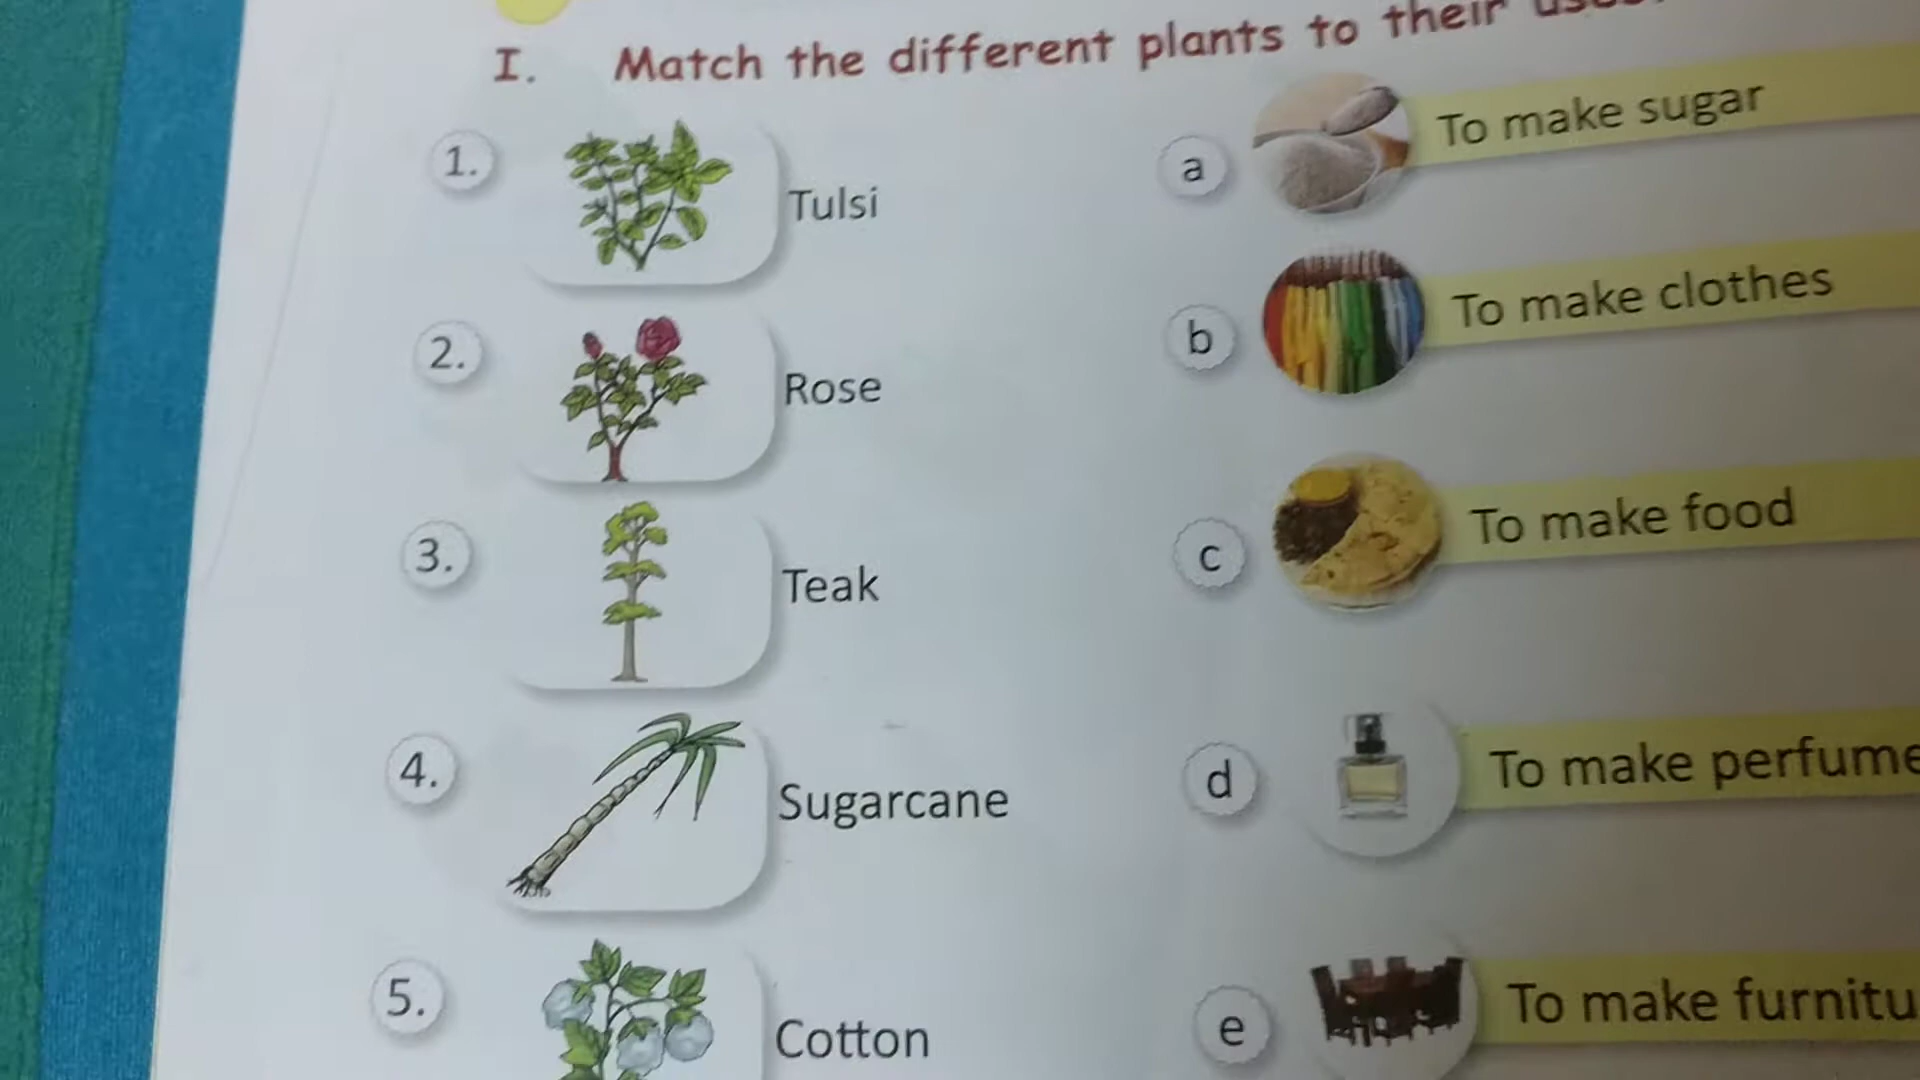 I. Match the different plants to their
1. Tulsi
a To make sugar
2. Rose
b To make clothes
3. Teak
c To make food
4. Sugarcane
d To make perfume
5. Cotton
e To make furnitu